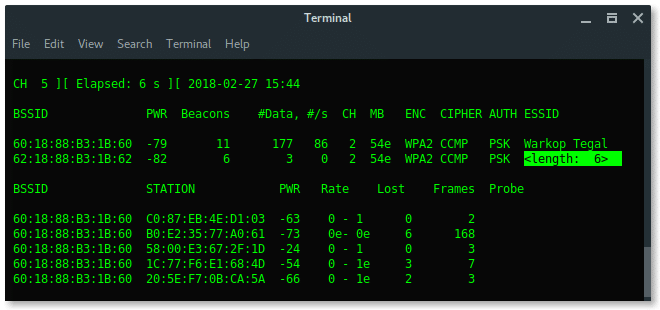 Terminal
File Edit View Search Terminal Help
CH 5 ][ Elapsed: 6 s ][ 2018-02-27 15:44
BSSID PWR Beacons #Data, #/s CH MB ENC CIPHER AUTH ESSID
60:18:88:B3:1B:60 -79 11 177 86 2 54e WPA2 CCMP PSK Warkop Tegal
62:18:88:B3:1B:62 -82 6 3 0 2 54e WPA2 CCMP PSK <length: 6>
BSSID STATION PWR Rate Lost Frames Probe
60:18:88:B3:1B:60 C0:87:EB:4E:D1:03 -63 0 - 1 0 2
60:18:88:B3:1B:60 B0:E2:35:77:A0:61 -73 0e- 0e 6 168
60:18:88:B3:1B:60 58:00:E3:67:2F:1D -24 0 - 1 0 3
60:18:88:B3:1B:60 1C:77:F6:E1:68:4D -54 0 - 1e 3 7
60:18:88:B3:1B:60 20:5E:F7:0B:CA:5A -66 0 - 1e 2 3